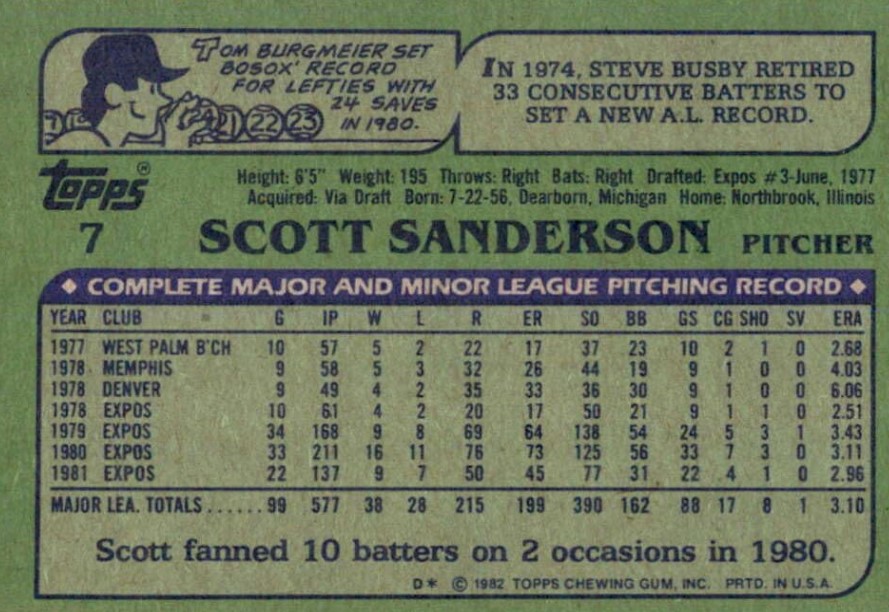 TOM BURGMEIER SET
BOSOX' RECORD
FOR LEFTIES WITH
24 SAVES
IN 1980.
24 21 22 23
IN 1974, STEVE BUSBY RETIRED
33 CONSECUTIVE BATTERS TO
SET A NEW A.L. RECORD.
topps®
Height: 6'5" Weight: 195 Throws: Right Bats: Right Drafted: Expos #3-June, 1977
Acquired: Via Draft Born: 7-22-56, Dearborn, Michigan Home: Northbrook, Illinois
7 SCOTT SANDERSON PITCHER
◆ COMPLETE MAJOR AND MINOR LEAGUE PITCHING RECORD ◆
YEAR CLUB G IP W L R ER SO BB GS CG SHO SV ERA
1977 WEST PALM B'CH 10 57 5 2 22 17 37 23 10 2 1 0 2.68
1978 MEMPHIS 9 58 5 3 32 26 44 19 9 1 0 0 4.03
1978 DENVER 9 49 4 2 35 33 36 30 9 1 0 0 6.06
1978 EXPOS 10 61 4 2 20 17 50 21 9 1 1 0 2.51
1979 EXPOS 34 168 9 8 69 64 138 54 24 5 3 1 3.43
1980 EXPOS 33 211 16 11 76 73 125 56 33 7 3 0 3.11
1981 EXPOS 22 137 9 7 50 45 77 31 22 4 1 0 2.96
MAJOR LEA. TOTALS ...... 99 577 38 28 215 199 390 162 88 17 8 1 3.10
Scott fanned 10 batters on 2 occasions in 1980.
D* © 1982 TOPPS CHEWING GUM, INC. PRTD. IN U.S.A.